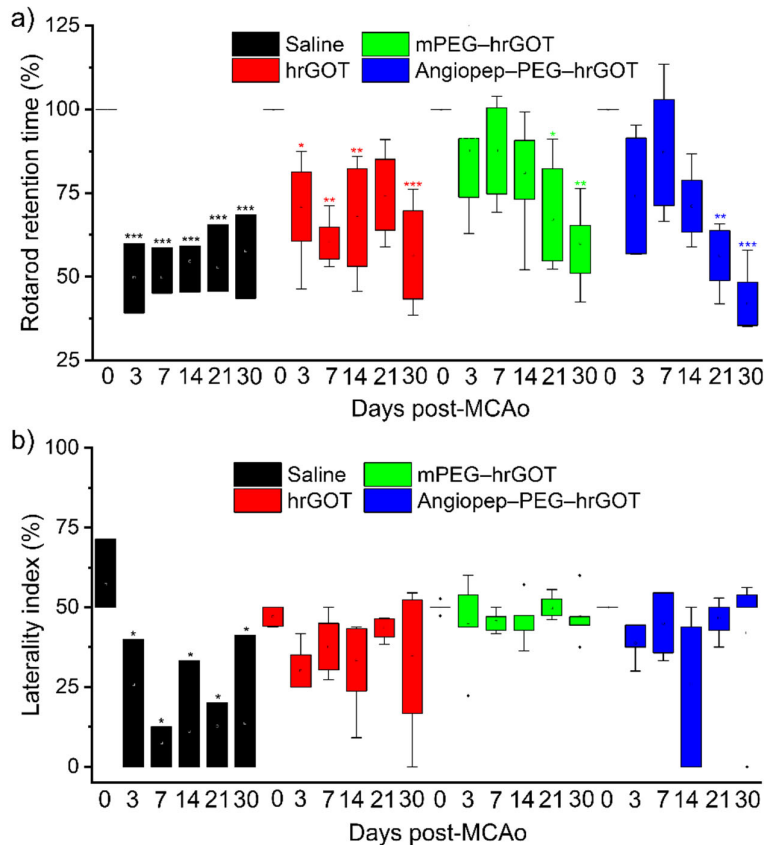 a)
125
100
75
50
25
Rotarod retention time (%)
Saline
mPEG–hrGOT
hrGOT
Angiopep–PEG–hrGOT
*** *** *** *** ***
* ** ** ***
* **
** ***
0 3 7 14 21 30 0 3 7 14 21 30 0 3 7 14 21 30 0 3 7 14 21 30
Days post-MCAo
b)
100
75
50
25
0
Laterality index (%)
Saline
mPEG–hrGOT
hrGOT
Angiopep–PEG–hrGOT
* * * * *
0 3 7 14 21 30 0 3 7 14 21 30 0 3 7 14 21 30 0 3 7 14 21 30
Days post-MCAo